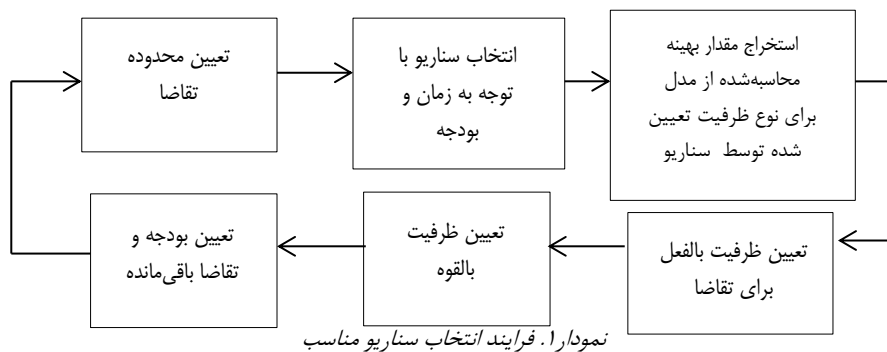 تعیین محدوده
تقاضا
انتخاب سناریو با
توجه به زمان و
بودجه
استخراج مقدار بهینه
محاسبه‌شده از مدل
برای نوع ظرفیت تعیین
شده توسط سناریو
تعیین ظرفیت بالفعل
برای تقاضا
تعیین ظرفیت
بالقوه
تعیین بودجه و
تقاضا باقی‌مانده
نمودار۱. فرایند انتخاب سناریو مناسب